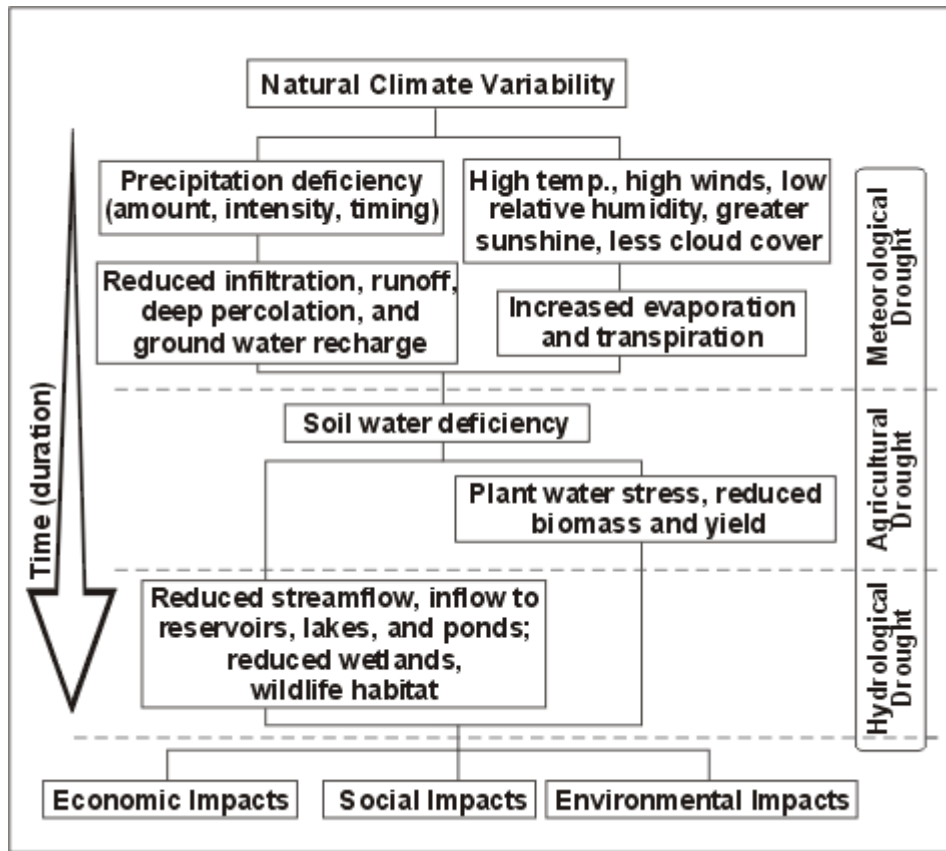 Natural Climate Variability
Precipitation deficiency
(amount, intensity, timing)
High temp., high winds, low
relative humidity, greater
sunshine, less cloud cover
Reduced infiltration, runoff,
deep percolation, and
ground water recharge
Increased evaporation
and transpiration
Soil water deficiency
Plant water stress, reduced
biomass and yield
Reduced streamflow, inflow to
reservoirs, lakes, and ponds;
reduced wetlands,
wildlife habitat
Economic Impacts
Social Impacts
Environmental Impacts
Time (duration)
Meteorological
Drought
Agricultural
Drought
Hydrological
Drought